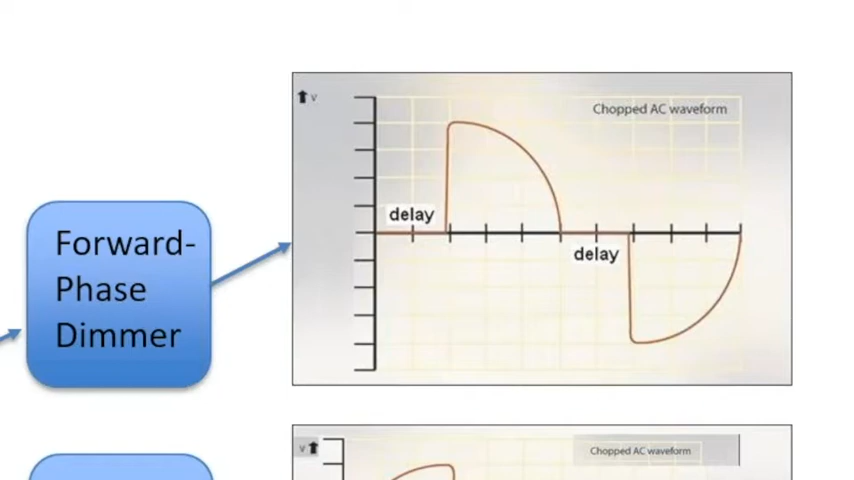 v
Chopped AC waveform
delay
delay
Forward-
Phase
Dimmer
v
Chopped AC waveform